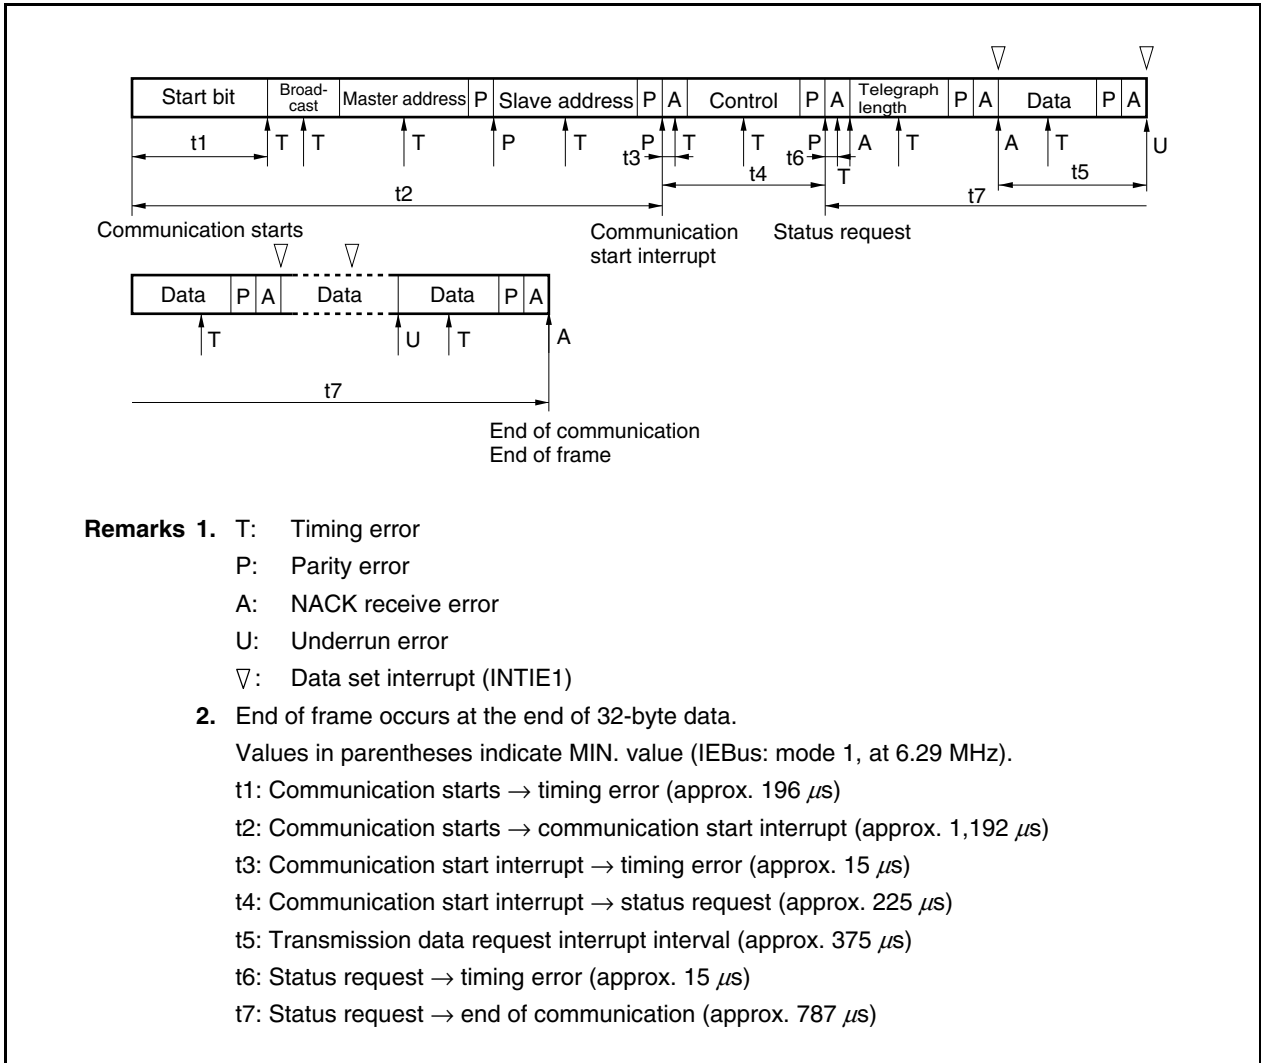 Start bit Broad- cast Master address P Slave address P A Control P A Telegraph length P A Data P A
T T T P T P T T P A T A T U
t1 t3 t6
t4 T t5
t2 t7
Communication starts Communication start interrupt Status request
Data P A Data Data P A
T U T A
t7
End of communication
End of frame
Remarks 1. T: Timing error
P: Parity error
A: NACK receive error
U: Underrun error
▽: Data set interrupt (INTIE1)
2. End of frame occurs at the end of 32-byte data.
Values in parentheses indicate MIN. value (IEBus: mode 1, at 6.29 MHz).
t1: Communication starts → timing error (approx. 196 μs)
t2: Communication starts → communication start interrupt (approx. 1,192 μs)
t3: Communication start interrupt → timing error (approx. 15 μs)
t4: Communication start interrupt → status request (approx. 225 μs)
t5: Transmission data request interrupt interval (approx. 375 μs)
t6: Status request → timing error (approx. 15 μs)
t7: Status request → end of communication (approx. 787 μs)